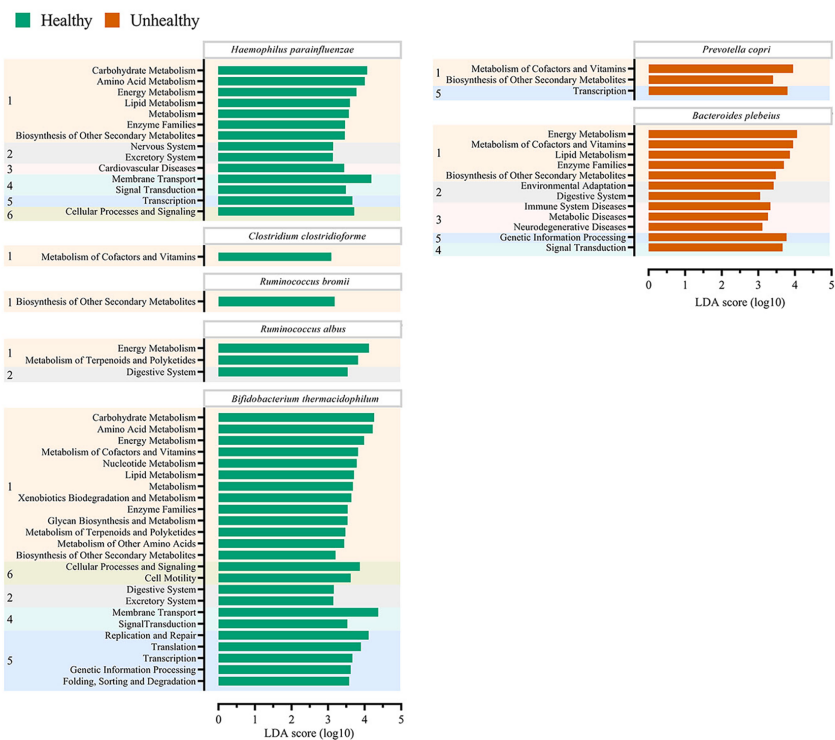 Healthy Unhealthy
Haemophilus parainfluenzae
1
Carbohydrate Metabolism
Amino Acid Metabolism
Energy Metabolism
Lipid Metabolism
Metabolism
Enzyme Families
Biosynthesis of Other Secondary Metabolites
2
Nervous System
Excretory System
3
Cardiovascular Diseases
4
Membrane Transport
Signal Transduction
5
Transcription
6
Cellular Processes and Signaling
Clostridium clostridioforme
1
Metabolism of Cofactors and Vitamins
Ruminococcus bromii
1
Biosynthesis of Other Secondary Metabolites
Ruminococcus albus
1
Energy Metabolism
Metabolism of Terpenoids and Polyketides
2
Digestive System
Bifidobacterium thermacidophilum
1
Carbohydrate Metabolism
Amino Acid Metabolism
Energy Metabolism
Metabolism of Cofactors and Vitamins
Nucleotide Metabolism
Lipid Metabolism
Metabolism
Xenobiotics Biodegradation and Metabolism
Enzyme Families
Glycan Biosynthesis and Metabolism
Metabolism of Terpenoids and Polyketides
Metabolism of Other Amino Acids
Biosynthesis of Other Secondary Metabolites
6
Cellular Processes and Signaling
Cell Motility
2
Digestive System
Excretory System
4
Membrane Transport
SignalTransduction
5
Replication and Repair
Translation
Transcription
Genetic Information Processing
Folding, Sorting and Degradation
0 1 2 3 4 5
LDA score (log10)
Prevotella copri
1
Metabolism of Cofactors and Vitamins
Biosynthesis of Other Secondary Metabolites
5
Transcription
Bacteroides plebeius
1
Energy Metabolism
Metabolism of Cofactors and Vitamins
Lipid Metabolism
Enzyme Families
Biosynthesis of Other Secondary Metabolites
2
Environmental Adaptation
Digestive System
3
Immune System Diseases
Metabolic Diseases
Neurodegenerative Diseases
5
Genetic Information Processing
4
Signal Transduction
0 1 2 3 4 5
LDA score (log10)